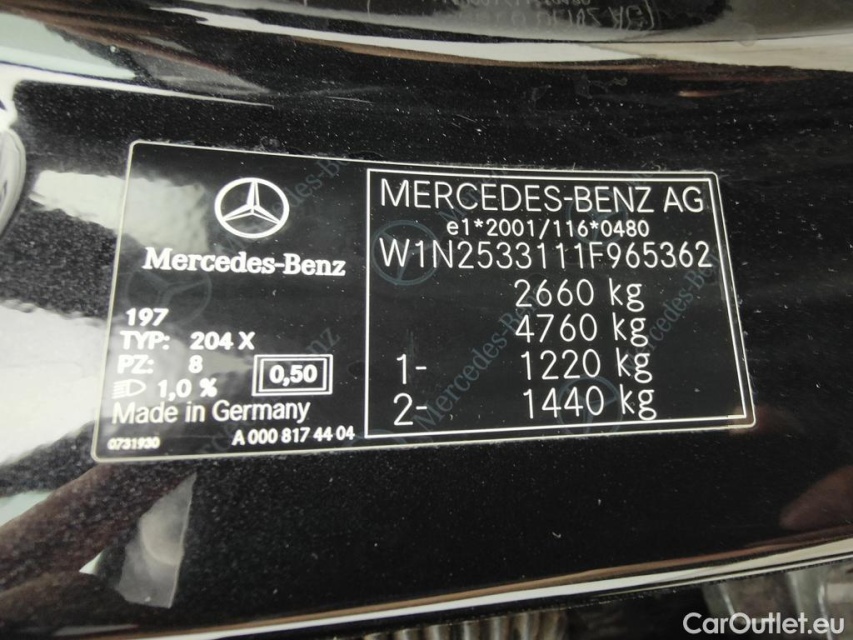 Mercedes-Benz
197
TYP: 204 X
PZ: 8
1,0 %
0,50
Made in Germany
0731930
A 000 817 44 04
MERCEDES-BENZ AG
e1*2001/116*0480
W1N2533111F965362
2660 kg
4760 kg
1- 1220 kg
2- 1440 kg
CarOutlet.eu